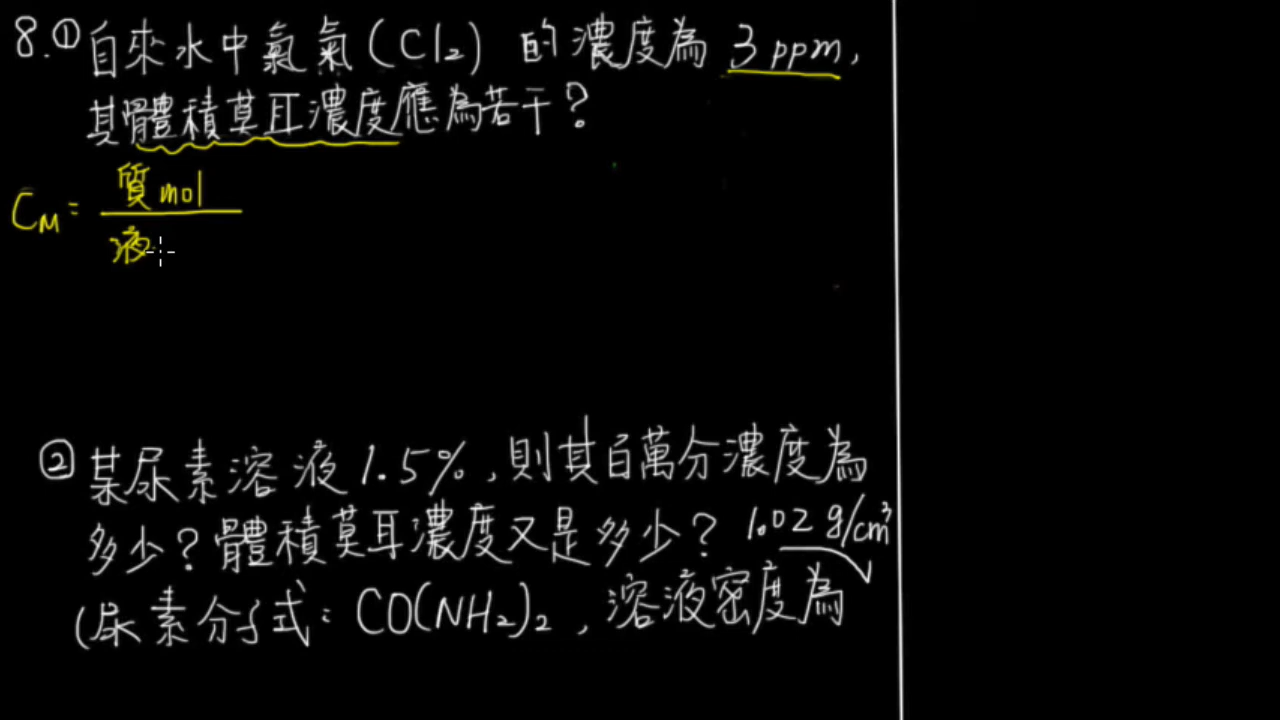 8.① 自來水中氯氣(Cl₂) 的濃度為 3 ppm,
其體積莫耳濃度應為若干?
C_M = 質mol / 液
② 某尿素溶液1.5%,則其百萬分濃度為
多少?體積莫耳濃度又是多少? 1.02 g/cm³
(尿素分子式: CO(NH₂)₂ , 溶液密度為